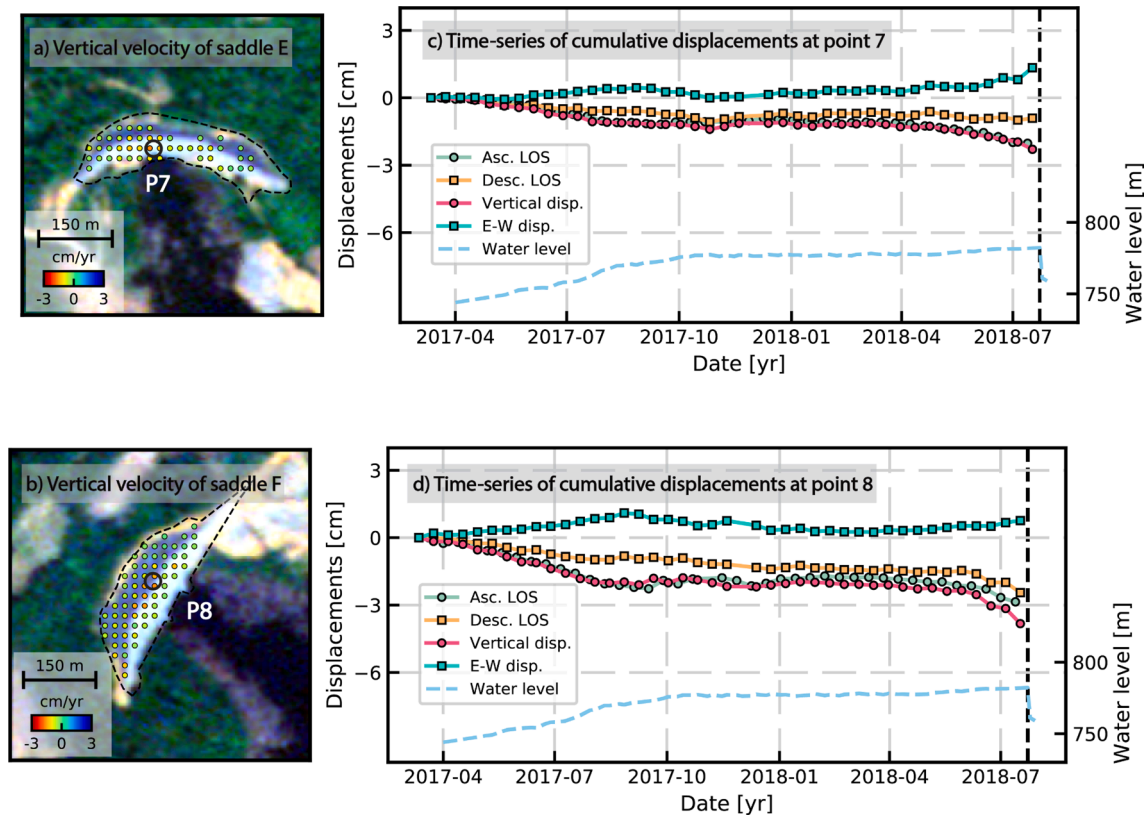 a) Vertical velocity of saddle E
P7
150 m
cm/yr
-3 0 3
c) Time-series of cumulative displacements at point 7
Displacements [cm]
3
0
−3
−6
Asc. LOS
Desc. LOS
Vertical disp.
E-W disp.
Water level
800
750
Water level [m]
2017-04 2017-07 2017-10 2018-01 2018-04 2018-07
Date [yr]
b) Vertical velocity of saddle F
P8
150 m
cm/yr
-3 0 3
d) Time-series of cumulative displacements at point 8
Displacements [cm]
3
0
−3
−6
Asc. LOS
Desc. LOS
Vertical disp.
E-W disp.
Water level
800
750
Water level [m]
2017-04 2017-07 2017-10 2018-01 2018-04 2018-07
Date [yr]